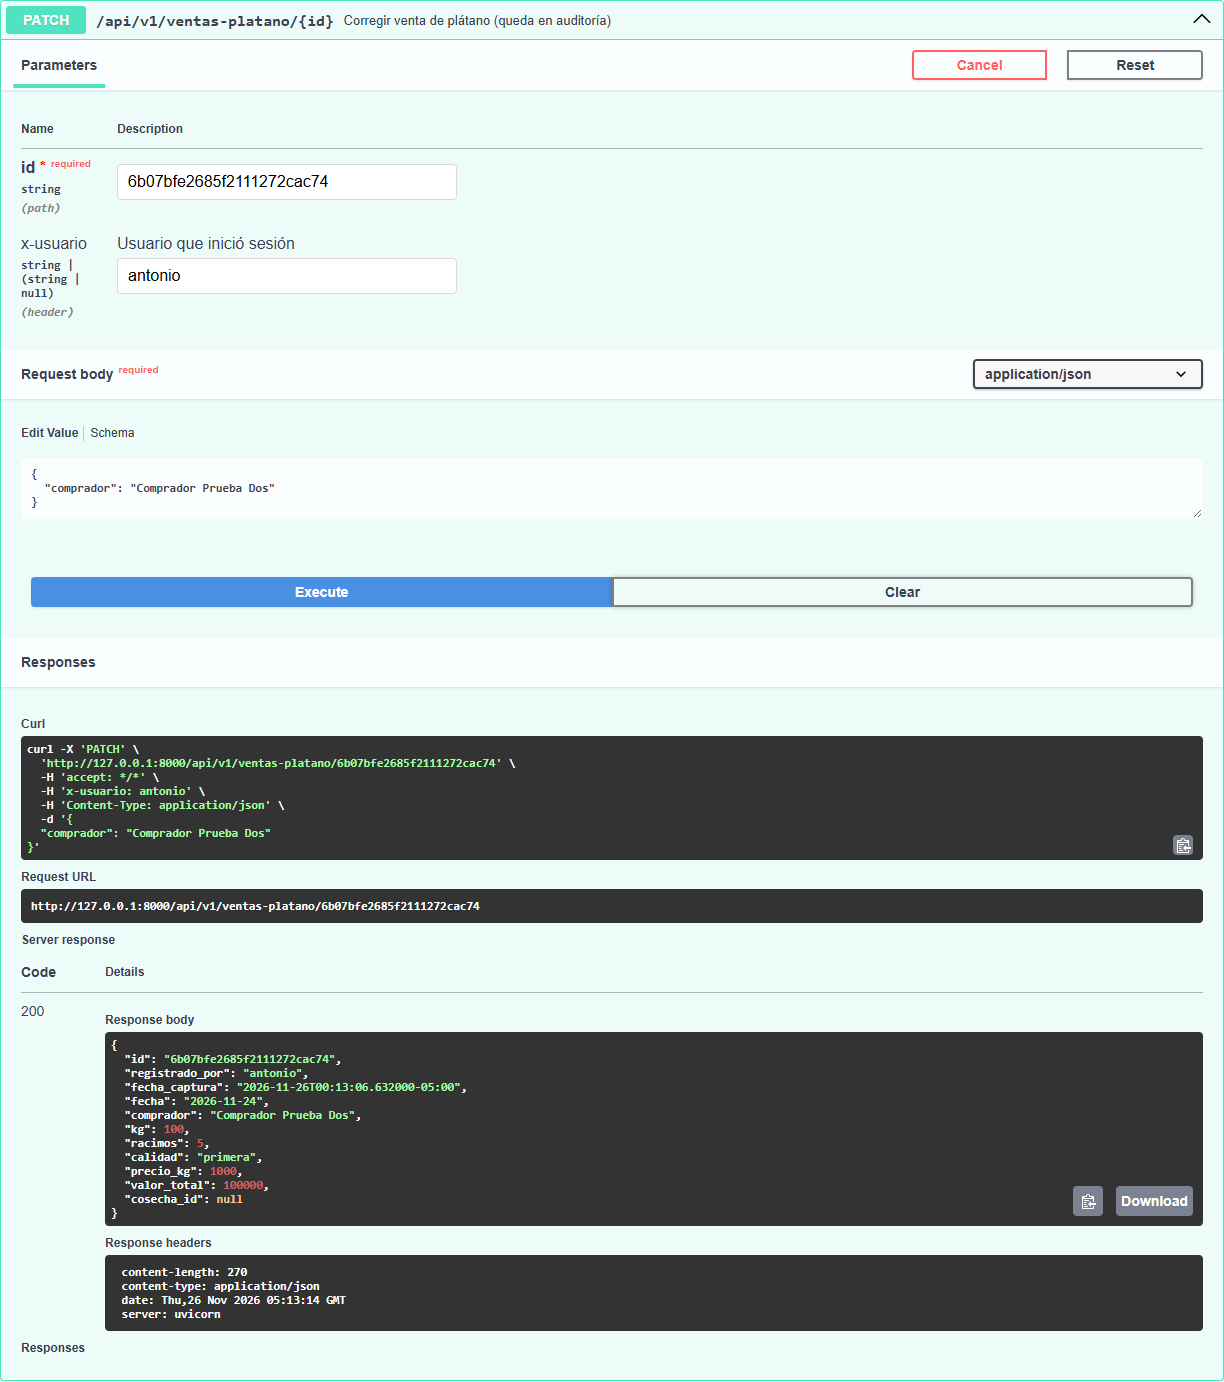 PATCH /api/v1/ventas-platano/{id} Corregir venta de plátano (queda en auditoría)
Parameters
Cancel
Reset
Name Description
id * required
string
(path)
6b07bfe2685f2111272cac74
x-usuario
string |
(string |
null)
(header)
Usuario que inició sesión
antonio
Request body required
application/json
Edit Value Schema
{
"comprador": "Comprador Prueba Dos"
}
Execute
Clear
Responses
Curl
curl -X 'PATCH' \
'http://127.0.0.1:8000/api/v1/ventas-platano/6b07bfe2685f2111272cac74' \
-H 'accept: */*' \
-H 'x-usuario: antonio' \
-H 'Content-Type: application/json' \
-d '{
"comprador": "Comprador Prueba Dos"
}'
Request URL
http://127.0.0.1:8000/api/v1/ventas-platano/6b07bfe2685f2111272cac74
Server response
Code Details
200
Response body
{
"id": "6b07bfe2685f2111272cac74",
"registrado_por": "antonio",
"fecha_captura": "2026-11-26T00:13:06.632000-05:00",
"fecha": "2026-11-24",
"comprador": "Comprador Prueba Dos",
"kg": 100,
"racimos": 5,
"calidad": "primera",
"precio_kg": 1000,
"valor_total": 100000,
"cosecha_id": null
}
Download
Response headers
content-length: 270
content-type: application/json
date: Thu,26 Nov 2026 05:13:14 GMT
server: uvicorn
Responses